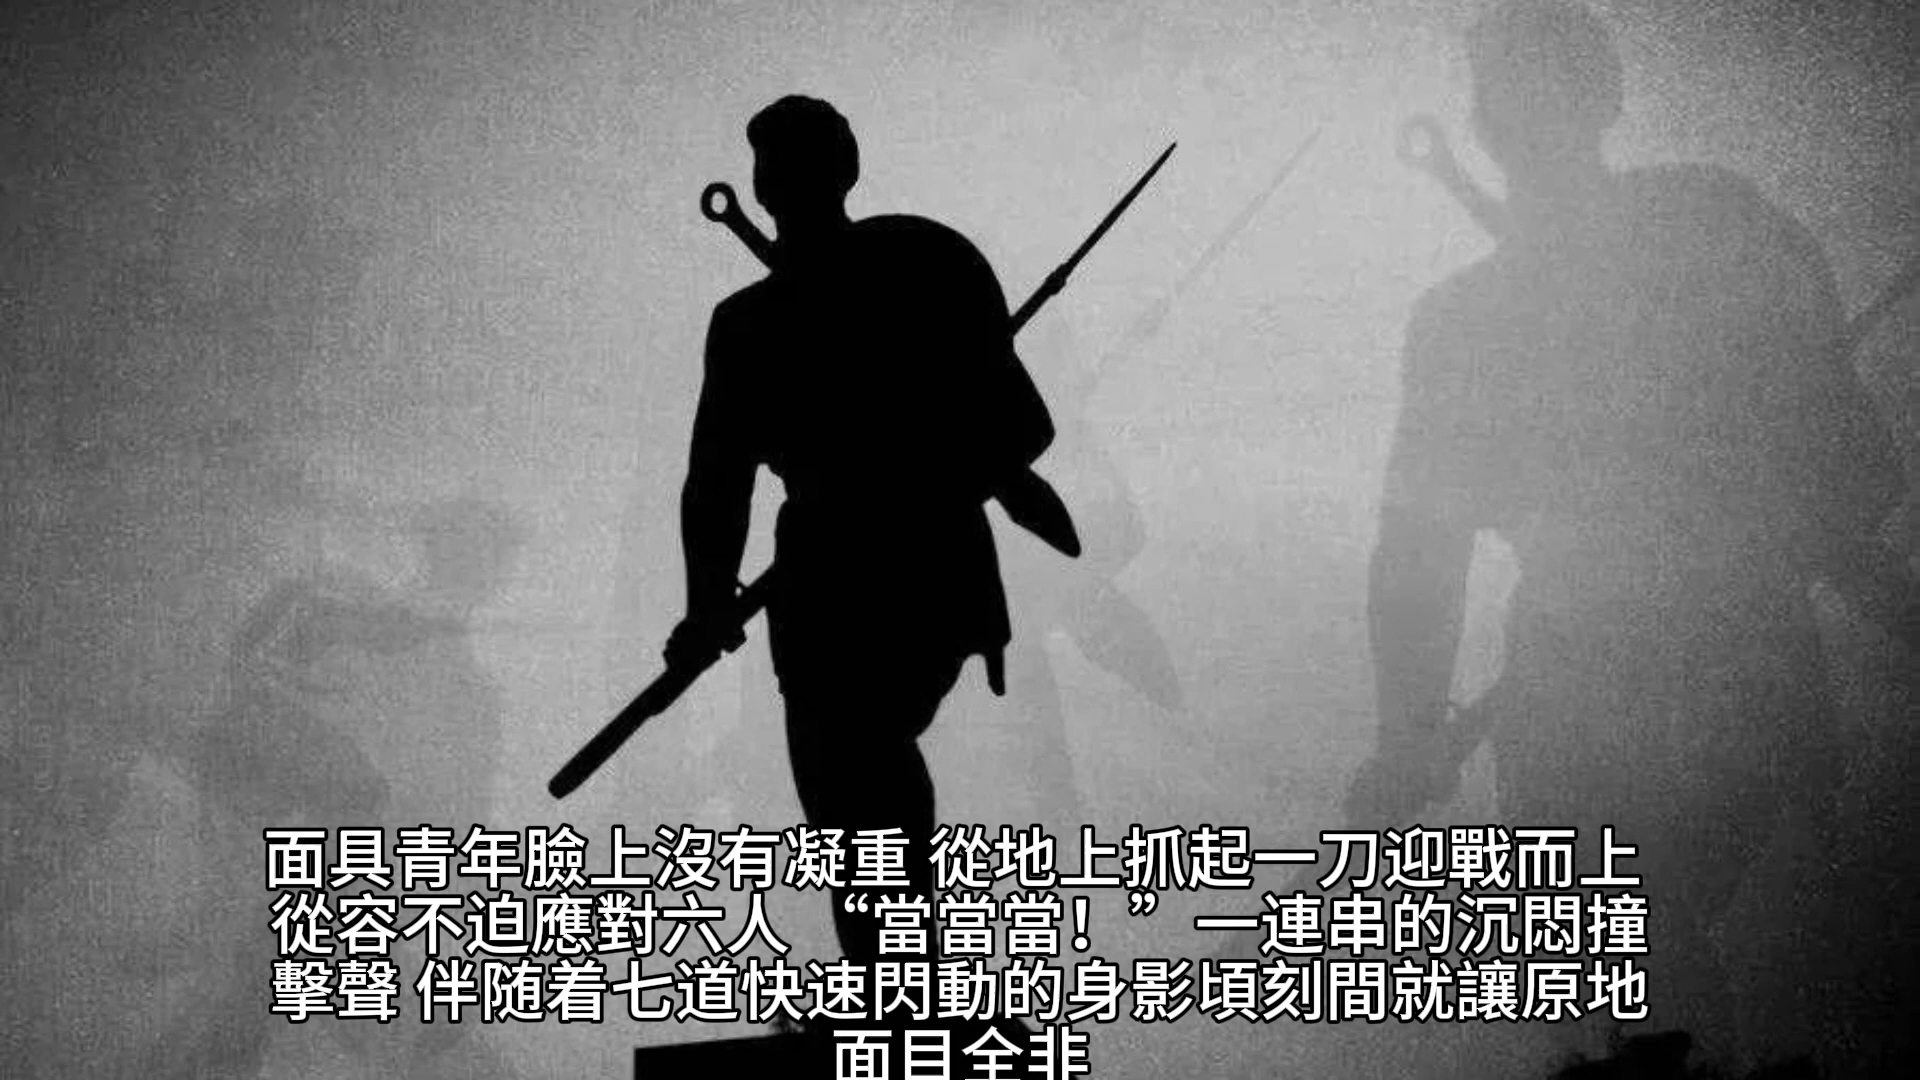 面具青年臉上沒有凝重 從地上抓起一刀迎戰而上
從容不迫應對六人 “當當當！”一連串的沉悶撞
擊聲 伴随着七道快速閃動的身影頃刻間就讓原地
面目全非